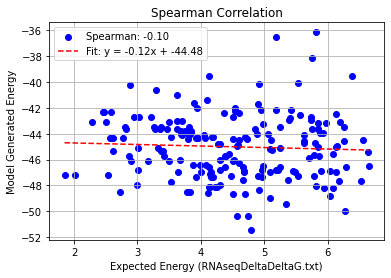 Spearman Correlation
Spearman: -0.10
Fit: y = -0.12x + -44.48
Model Generated Energy
−36
−38
−40
−42
−44
−46
−48
−50
−52
2 3 4 5 6
Expected Energy (RNAseqDeltaDeltaG.txt)